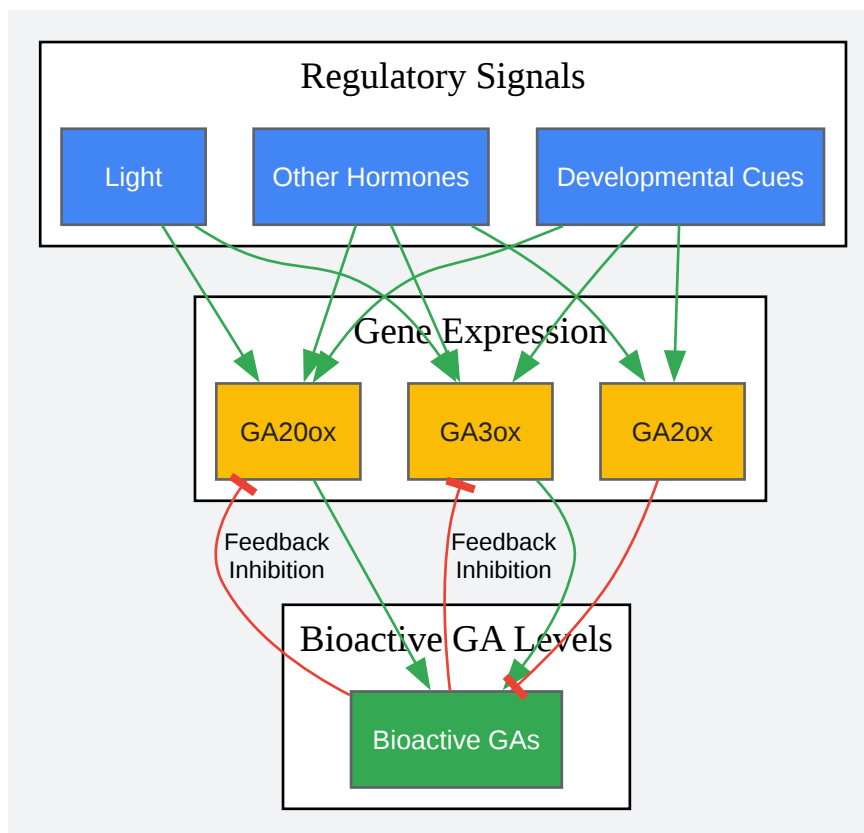 Regulatory Signals
Light
Other Hormones
Developmental Cues
Gene Expression
GA20ox
GA3ox
GA2ox
Feedback
Inhibition
Feedback
Inhibition
Bioactive GA Levels
Bioactive GAs